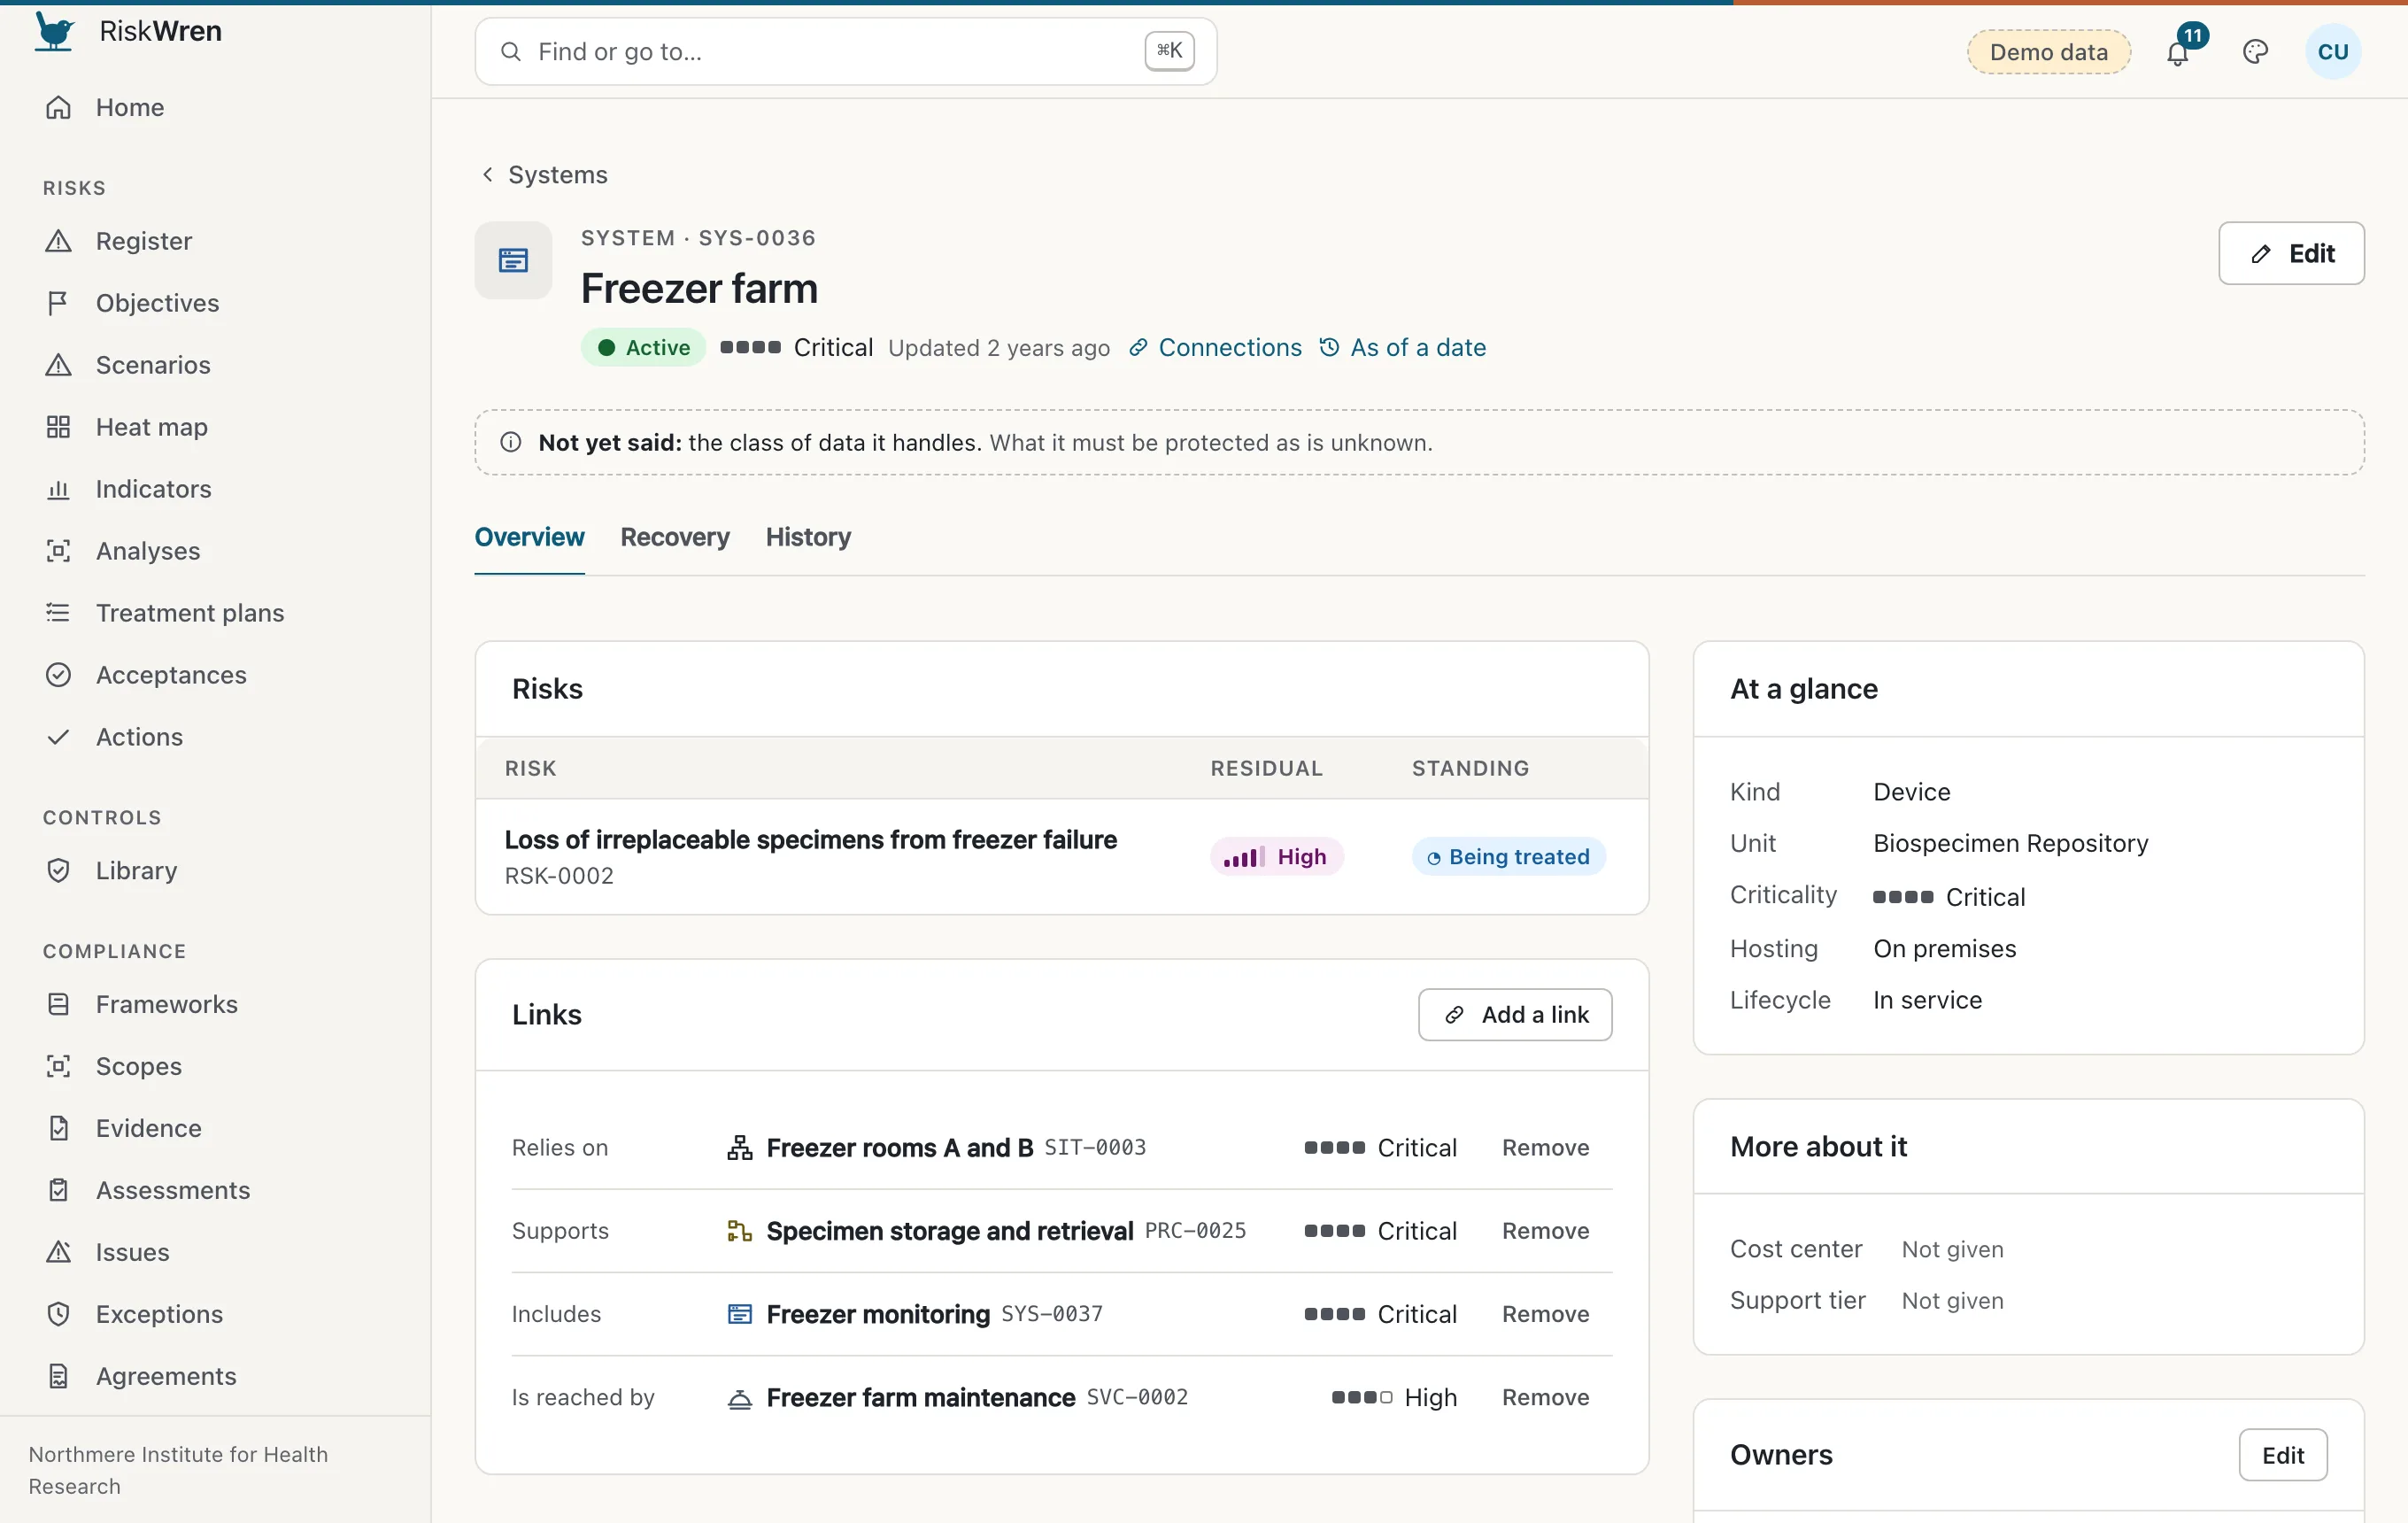 RiskWren
Find or go to...
⌘K
Demo data
11
CU
Home
RISKS
Register
Objectives
Scenarios
Heat map
Indicators
Analyses
Treatment plans
Acceptances
Actions
CONTROLS
Library
COMPLIANCE
Frameworks
Scopes
Evidence
Assessments
Issues
Exceptions
Agreements
Northmere Institute for Health
Research
Systems
SYSTEM · SYS-0036
Freezer farm
Edit
Active Critical Updated 2 years ago Connections As of a date
Not yet said: the class of data it handles. What it must be protected as is unknown.
Overview Recovery History
Risks
RISK RESIDUAL STANDING
Loss of irreplaceable specimens from freezer failure
RSK-0002
High
Being treated
Links
Add a link
Relies on Freezer rooms A and B SIT-0003 Critical Remove
Supports Specimen storage and retrieval PRC-0025 Critical Remove
Includes Freezer monitoring SYS-0037 Critical Remove
Is reached by Freezer farm maintenance SVC-0002 High Remove
At a glance
Kind Device
Unit Biospecimen Repository
Criticality Critical
Hosting On premises
Lifecycle In service
More about it
Cost center Not given
Support tier Not given
Owners
Edit